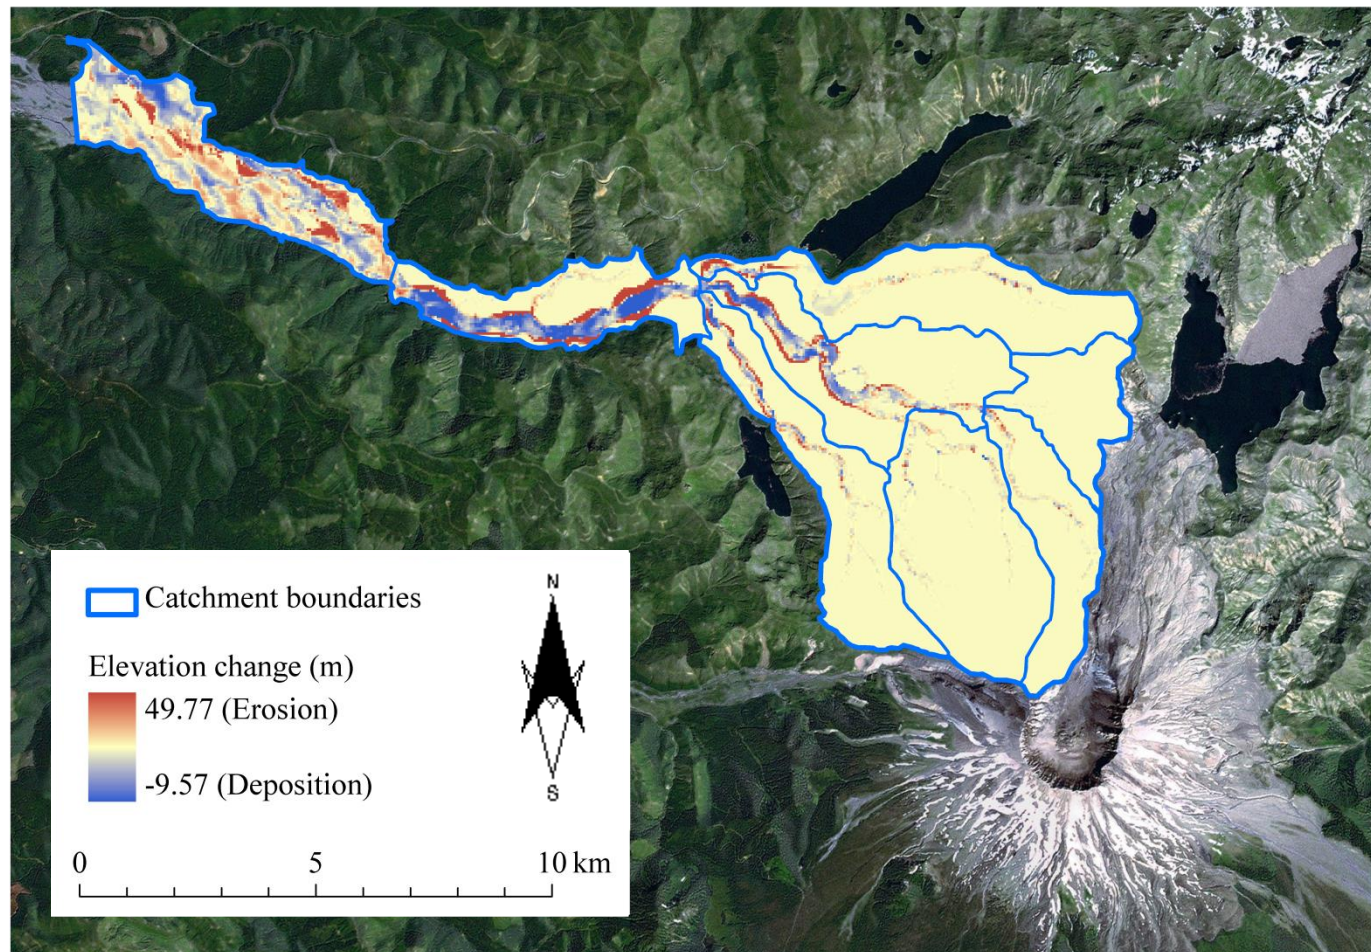 Catchment boundaries
Elevation change (m)
49.77 (Erosion)
-9.57 (Deposition)
N
S
0 5 10 km